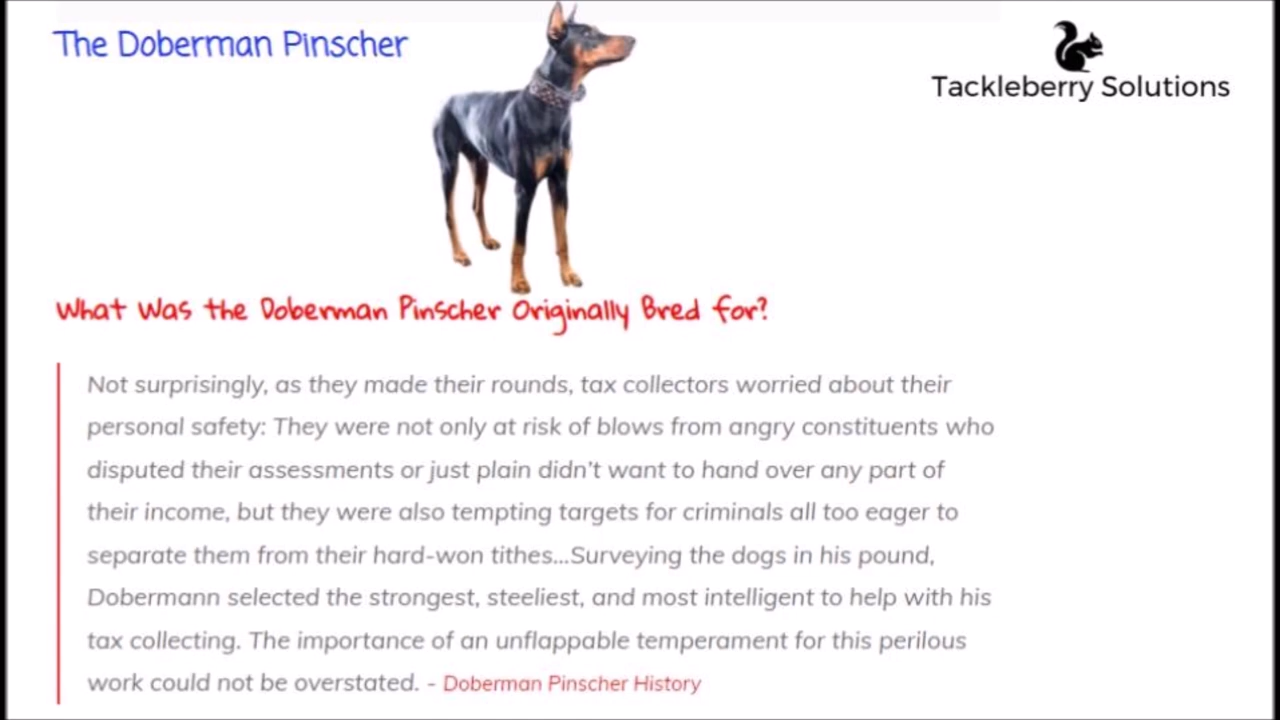 The Doberman Pinscher
Tackleberry Solutions
What Was the Doberman Pinscher Originally Bred for?
Not surprisingly, as they made their rounds, tax collectors worried about their
personal safety: They were not only at risk of blows from angry constituents who
disputed their assessments or just plain didn't want to hand over any part of
their income, but they were also tempting targets for criminals all too eager to
separate them from their hard-won tithes...Surveying the dogs in his pound,
Dobermann selected the strongest, steeliest, and most intelligent to help with his
tax collecting. The importance of an unflappable temperament for this perilous
work could not be overstated. - Doberman Pinscher History